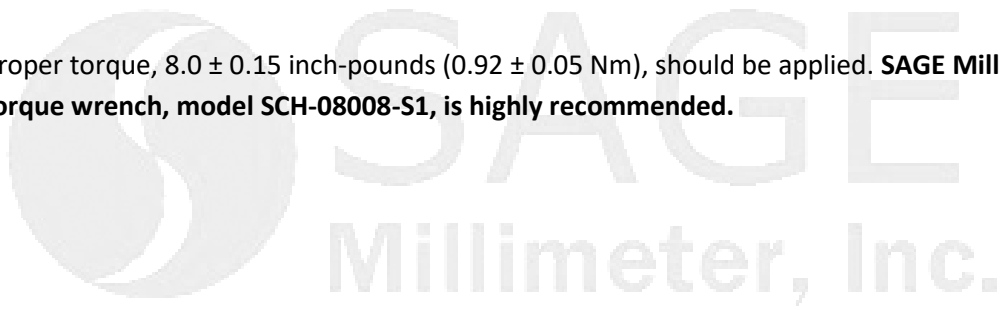 roper torque, 8.0 ± 0.15 inch-pounds (0.92 ± 0.05 Nm), should be applied. SAGE Mill
orque wrench, model SCH-08008-S1, is highly recommended.
SAGE
Millimeter, Inc.